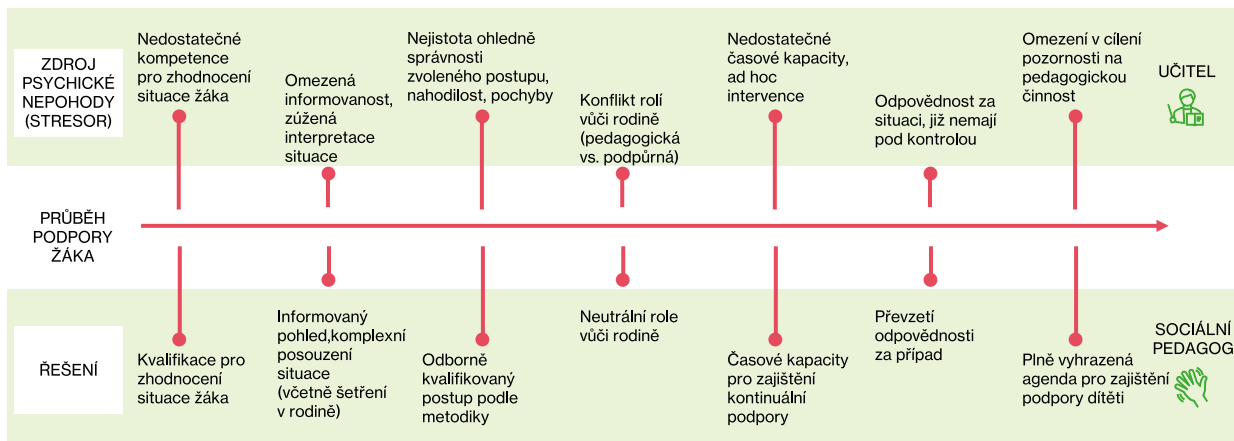 ZDROJ
PSYCHICKÉ
NEPOHODY
(STRESOR)
Nedostatečné
kompetence
pro zhodnocení
situace žáka
Omezená
informovanost,
zúžená
interpretace
situace
Nejistota ohledně
správnosti
zvoleného postupu,
nahodilost, pochyby
Konflikt rolí
vůči rodině
(pedagogická
vs. podpůrná)
Nedostatečné
časové kapacity,
ad hoc
intervence
Odpovědnost za
situaci, již nemají
pod kontrolou
Omezení v cílení
pozornosti na
pedagogickou
činnost
UČITEL
PRŮBĚH
PODPORY
ŽÁKA
ŘEŠENÍ
Kvalifikace pro
zhodnocení
situace žáka
Informovaný
pohled,komplexní
posouzení
situace
(včetně šetření
v rodině)
Odborně
kvalifikovaný
postup podle
metodiky
Neutrální role
vůči rodině
Časové kapacity
pro zajištění
kontinuální
podpory
Převzetí
odpovědnosti
za případ
Plně vyhrazená
agenda pro zajištění
podpory dítěti
SOCIÁLNÍ
PEDAGOG